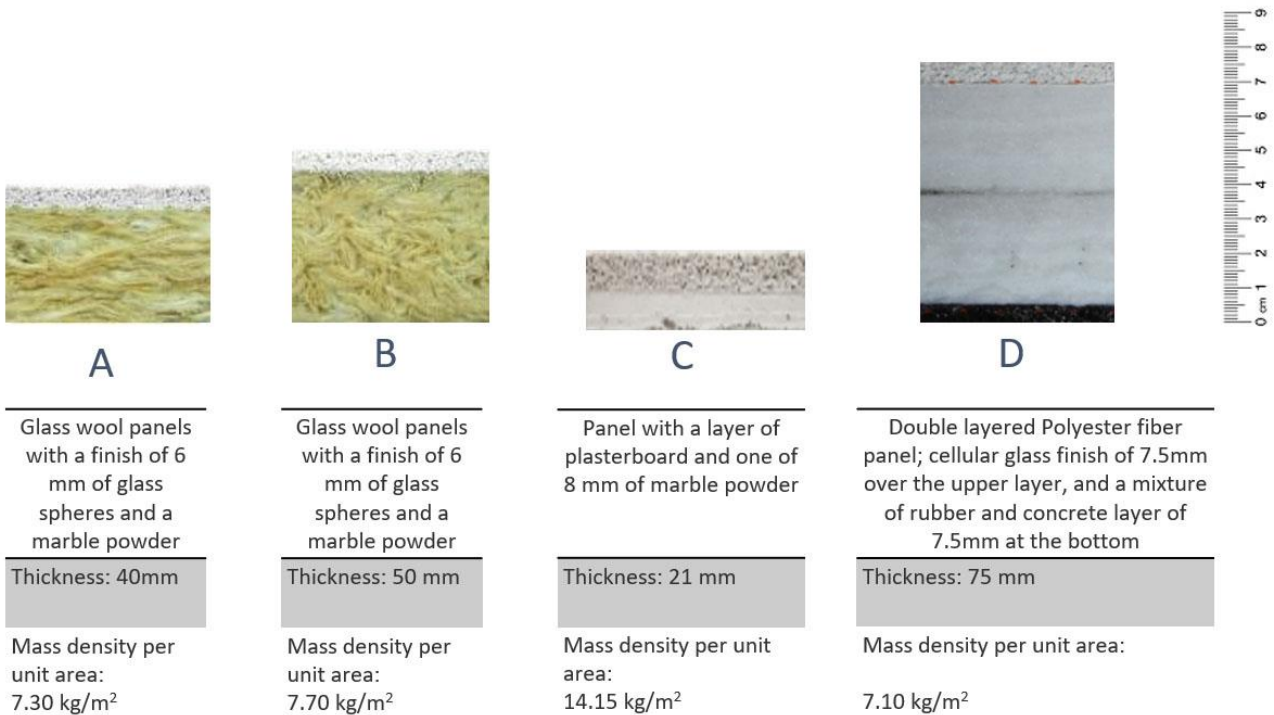 9
8
7
6
5
4
3
2
1
0 cm
A
B
C
D
Glass wool panels
with a finish of 6
mm of glass
spheres and a
marble powder
Glass wool panels
with a finish of 6
mm of glass
spheres and a
marble powder
Panel with a layer of
plasterboard and one of
8 mm of marble powder
Double layered Polyester fiber
panel; cellular glass finish of 7.5mm
over the upper layer, and a mixture
of rubber and concrete layer of
7.5mm at the bottom
Thickness: 40mm
Thickness: 50 mm
Thickness: 21 mm
Thickness: 75 mm
Mass density per
unit area:
7.30 kg/m²
Mass density per
unit area:
7.70 kg/m²
Mass density per unit
area:
14.15 kg/m²
Mass density per unit area:
7.10 kg/m²